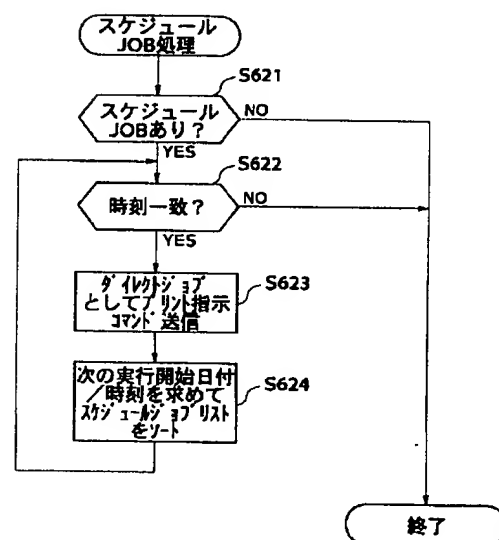 スケジュール
JOB処理
S621
スケジュール
JOBあり？
NO
YES
S622
時刻一致？
NO
YES
S623
ﾀﾞｲﾚｸﾄｼﾞｮﾌﾞ
としてﾌﾟﾘﾝﾄ指示
ｺﾏﾝﾄﾞ送信
S624
次の実行開始日付
／時刻を求めて
ｽｹｼﾞｭｰﾙｼﾞｮﾌﾞﾘｽﾄ
をｿｰﾄ
終了